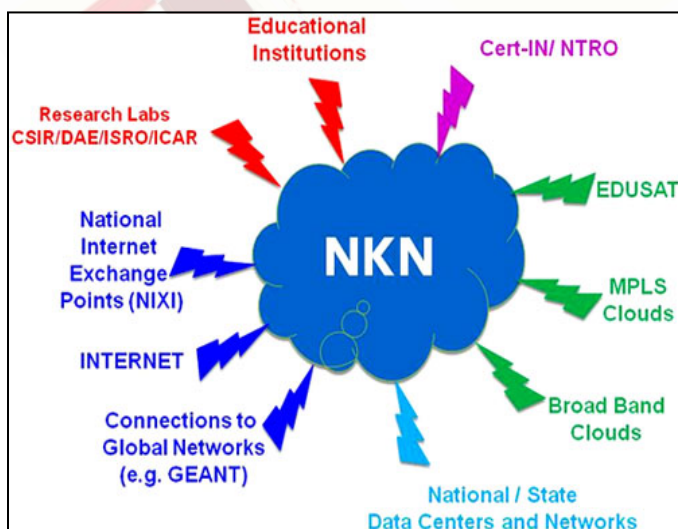 Educational
Institutions
Cert-IN/ NTRO
Research Labs
CSIR/DAE/ISRO/ICAR
EDUSAT
National
Internet
Exchange
Points (NIXI)
NKN
MPLS
Clouds
INTERNET
Broad Band
Clouds
Connections to
Global Networks
(e.g. GEANT)
National / State
Data Centers and Networks